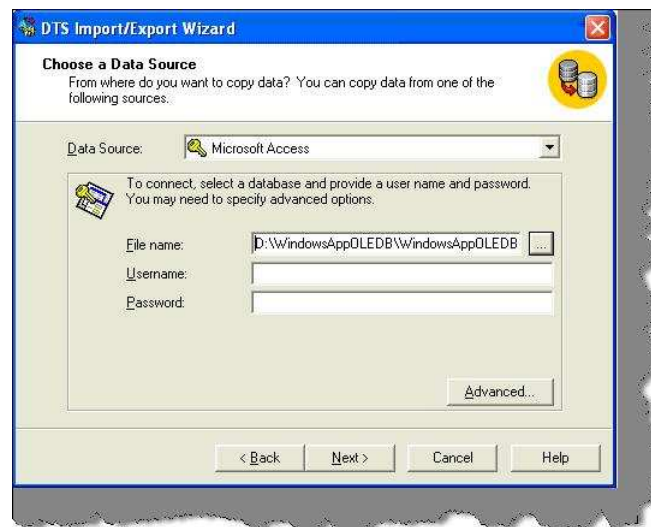 DTS Import/Export Wizard
Choose a Data Source
From where do you want to copy data? You can copy data from one of the
following sources.
Data Source: Microsoft Access
To connect, select a database and provide a user name and password.
You may need to specify advanced options.
File name: D:\WindowsAppOLEDB\WindowsAppOLEDB ...
Username:
Password:
Advanced...
< Back Next > Cancel Help